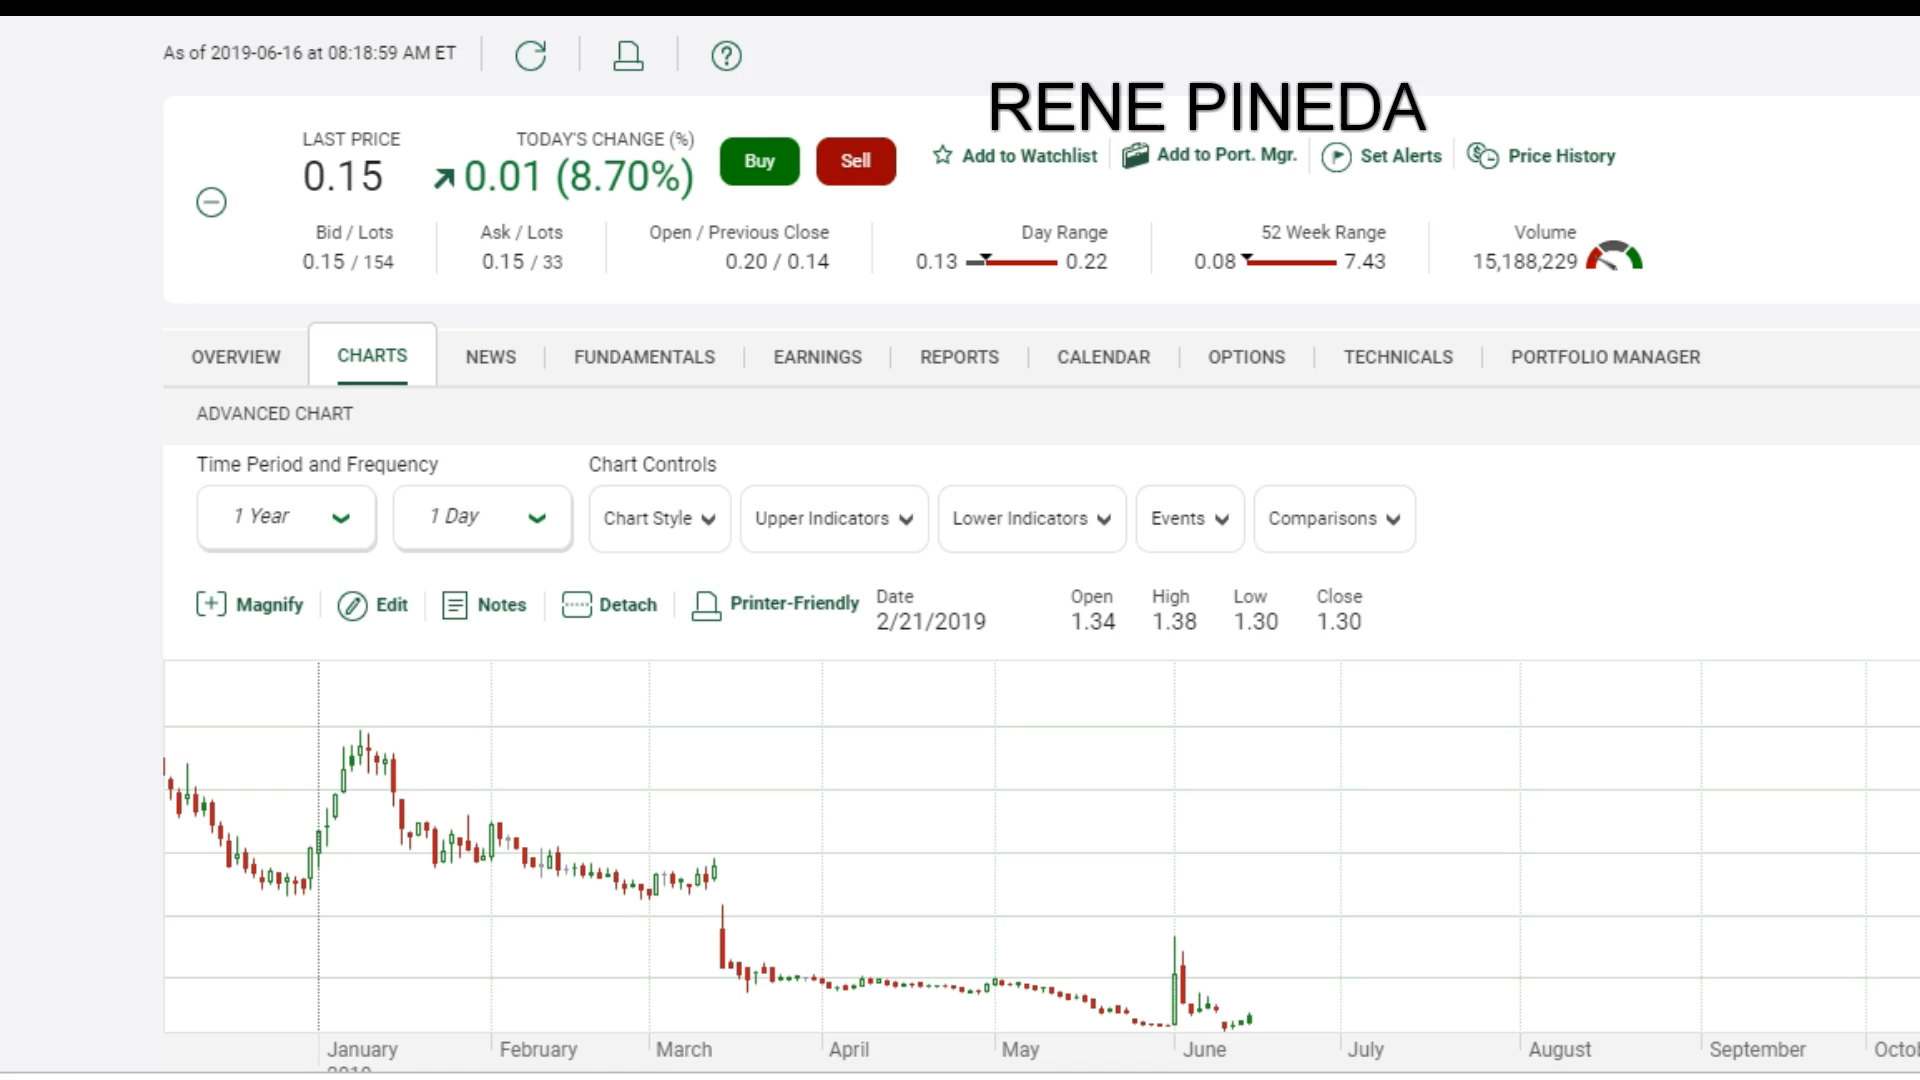 As of 2019-06-16 at 08:18:59 AM ET
RENE PINEDA
LAST PRICE
0.15
TODAY'S CHANGE (%)
0.01 (8.70%)
Buy
Sell
Add to Watchlist
Add to Port. Mgr.
Set Alerts
Price History
Bid / Lots
0.15 / 154
Ask / Lots
0.15 / 33
Open / Previous Close
0.20 / 0.14
Day Range
0.13 0.22
52 Week Range
0.08 7.43
Volume
15,188,229
OVERVIEW CHARTS NEWS FUNDAMENTALS EARNINGS REPORTS CALENDAR OPTIONS TECHNICALS PORTFOLIO MANAGER
ADVANCED CHART
Time Period and Frequency
Chart Controls
1 Year
1 Day
Chart Style
Upper Indicators
Lower Indicators
Events
Comparisons
Magnify
Edit
Notes
Detach
Printer-Friendly
Date
2/21/2019
Open
1.34
High
1.38
Low
1.30
Close
1.30
January February March April May June July August September Octo